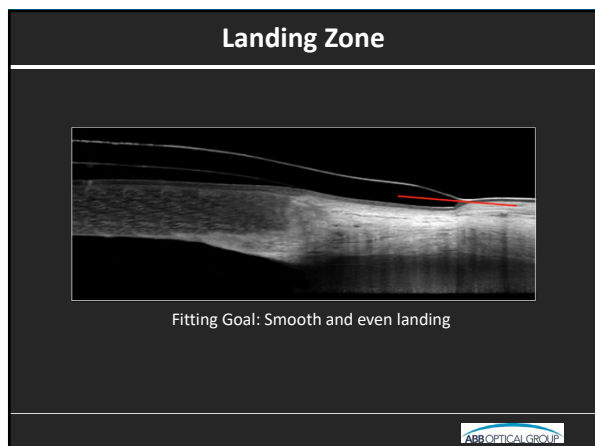 Landing Zone
Fitting Goal: Smooth and even landing
ABB OPTICAL GROUP